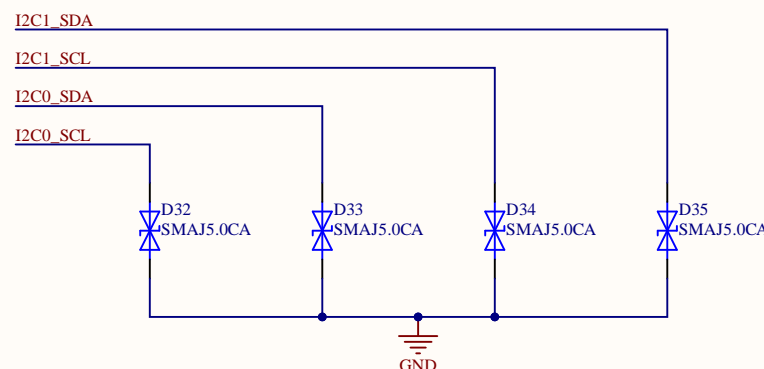 I2C1_SDA
I2C1_SCL
I2C0_SDA
I2C0_SCL
D32
SMAJ5.0CA
D33
SMAJ5.0CA
D34
SMAJ5.0CA
D35
SMAJ5.0CA
GND